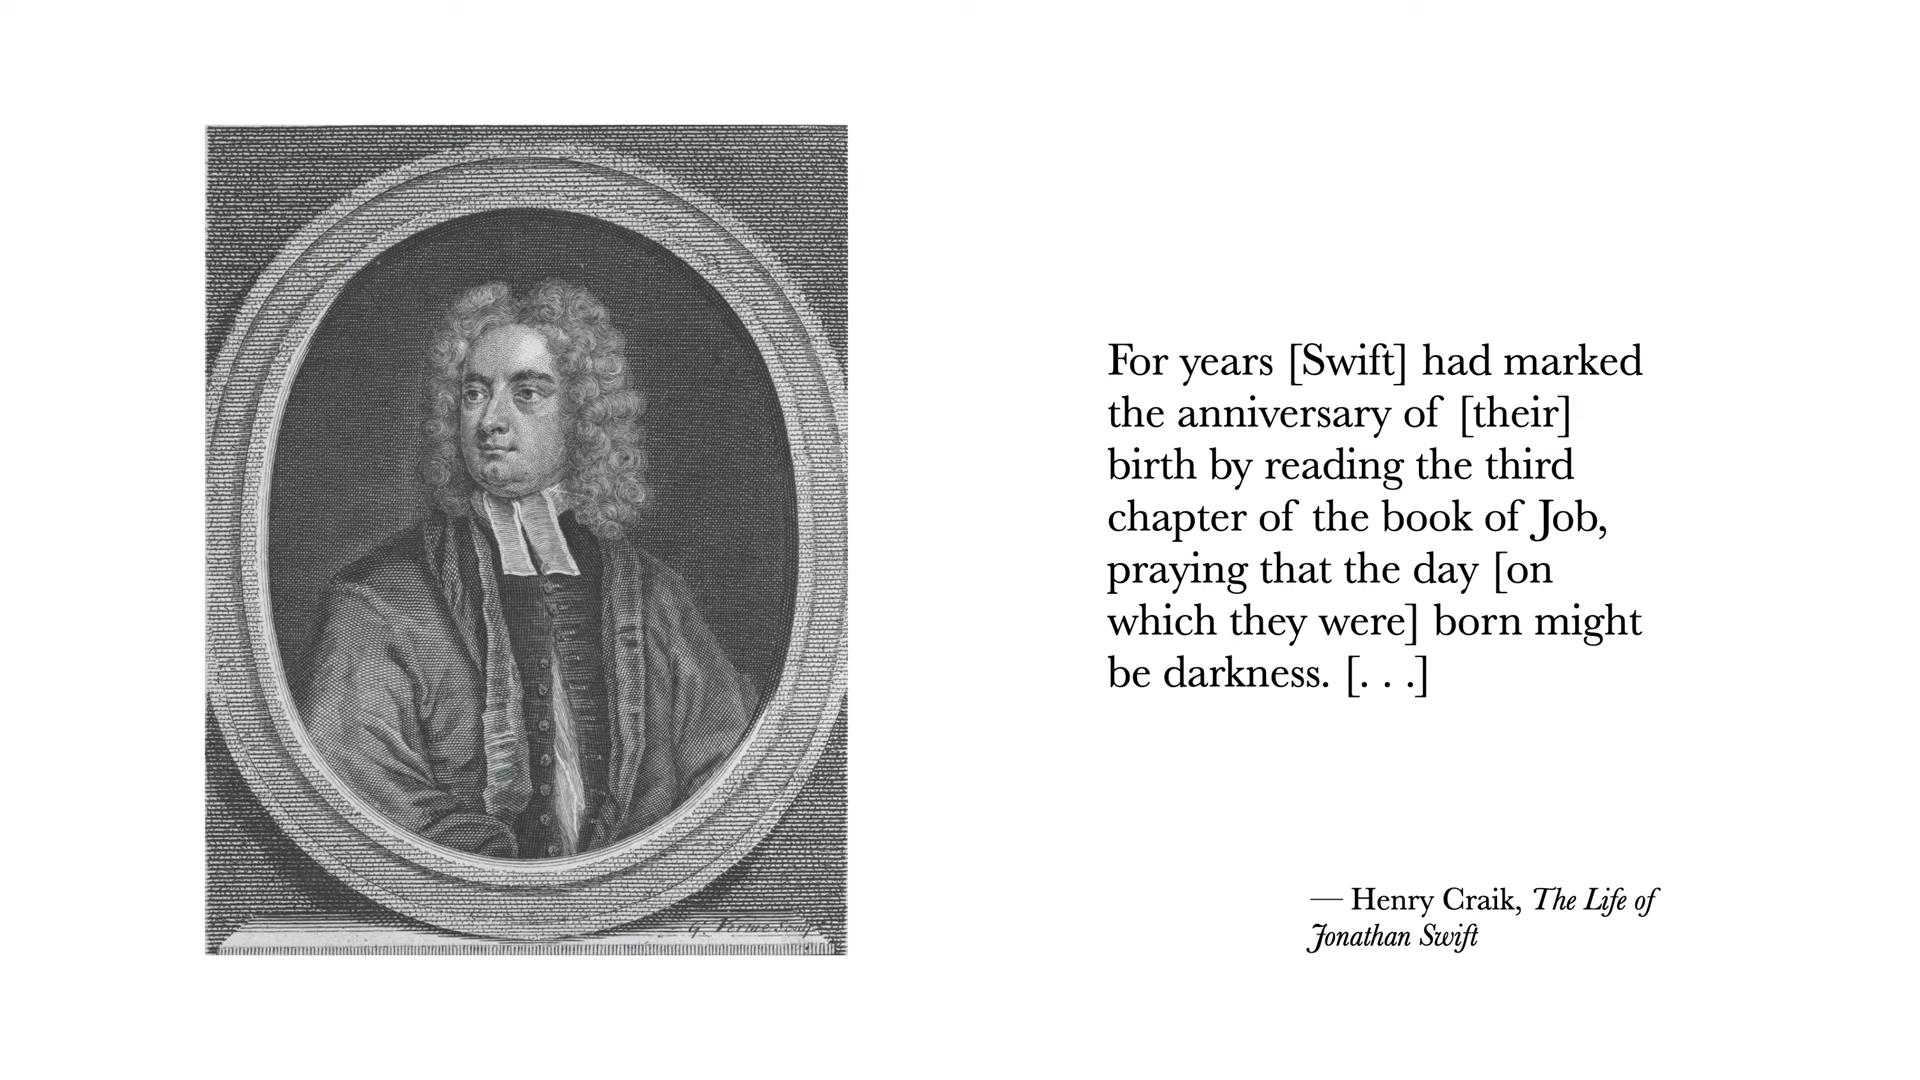 For years [Swift] had marked
the anniversary of [their]
birth by reading the third
chapter of the book of Job,
praying that the day [on
which they were] born might
be darkness. [. . .]
— Henry Craik, The Life of
Jonathan Swift